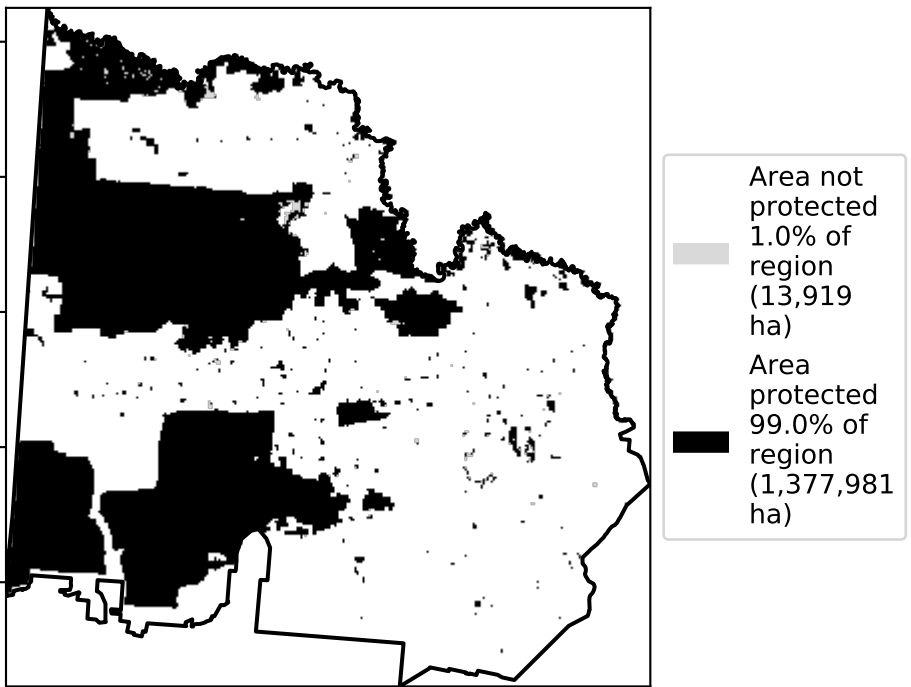 Area not
protected
1.0% of
region
(13,919
ha)
Area
protected
99.0% of
region
(1,377,981
ha)